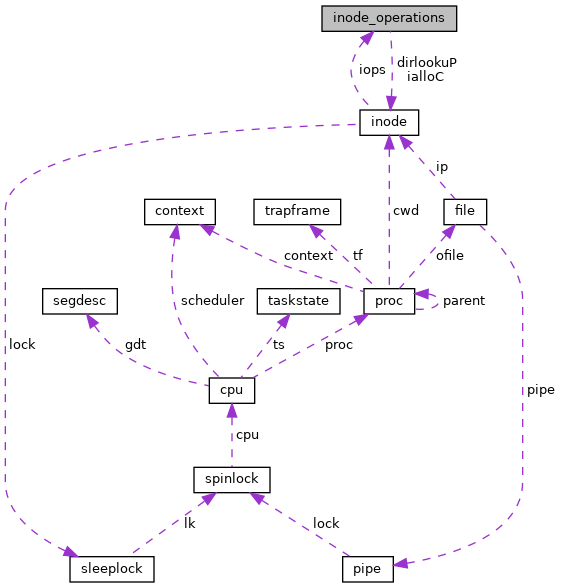 inode_operations
iops
dirlookuP
ialloC
inode
ip
context
trapframe
cwd
file
context
tf
ofile
segdesc
scheduler
taskstate
proc
parent
lock
gdt
ts
proc
cpu
pipe
cpu
spinlock
lk
lock
sleeplock
pipe